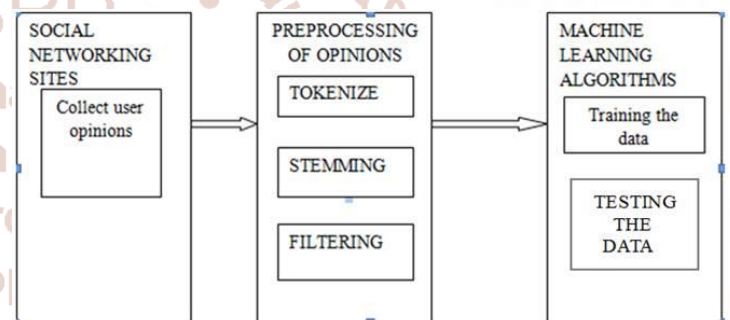 SOCIAL
NETWORKING
SITES
Collect user
opinions
PREPROCESSING
OF OPINIONS
TOKENIZE
STEMMING
FILTERING
MACHINE
LEARNING
ALGORITHMS
Training the
data
TESTING
THE
DATA